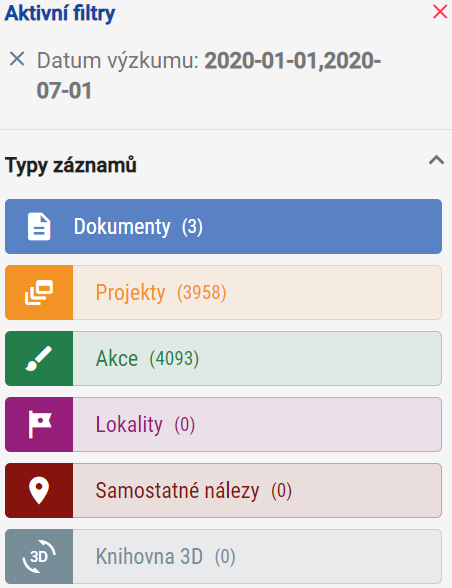 Aktivní filtry
Datum výzkumu: 2020-01-01,2020-
07-01
Typy záznamů
Dokumenty (3)
Projekty (3958)
Akce (4093)
Lokality (0)
Samostatné nálezy (0)
3D Knihovna 3D (0)